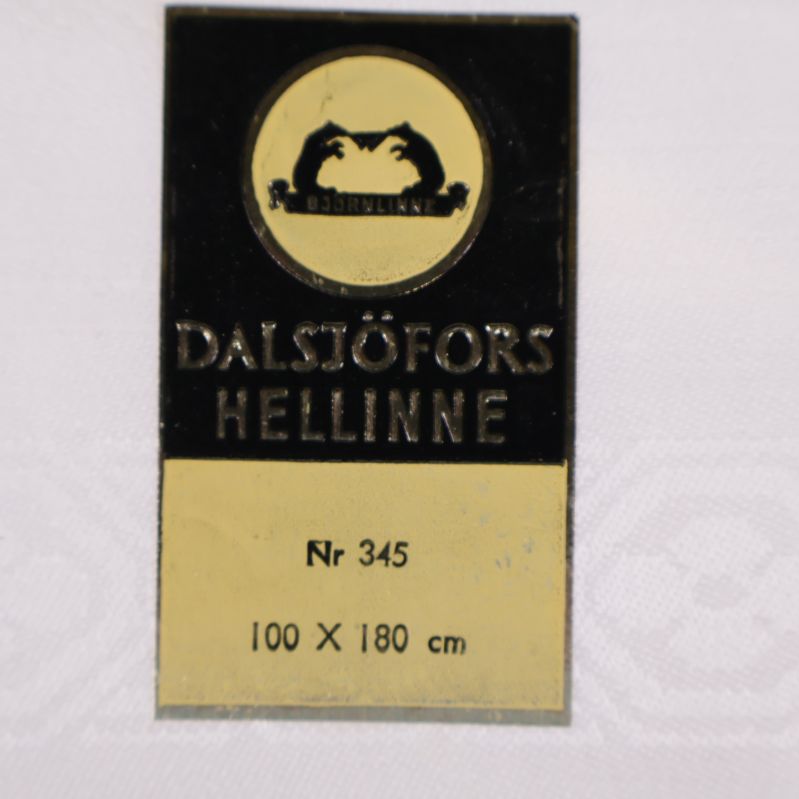 BJÖRNLINNE
DALSJÖFORS
HELLINNE
Nr 345
100 X 180 cm